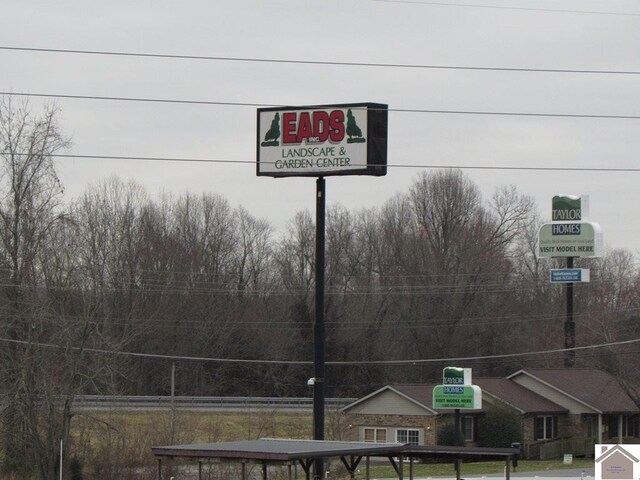 EADS
INC.
LANDSCAPE &
GARDEN CENTER
TAYLOR
HOMES
VISIT MODEL HERE
TAYLOR
HOMES
VISIT MODEL HERE